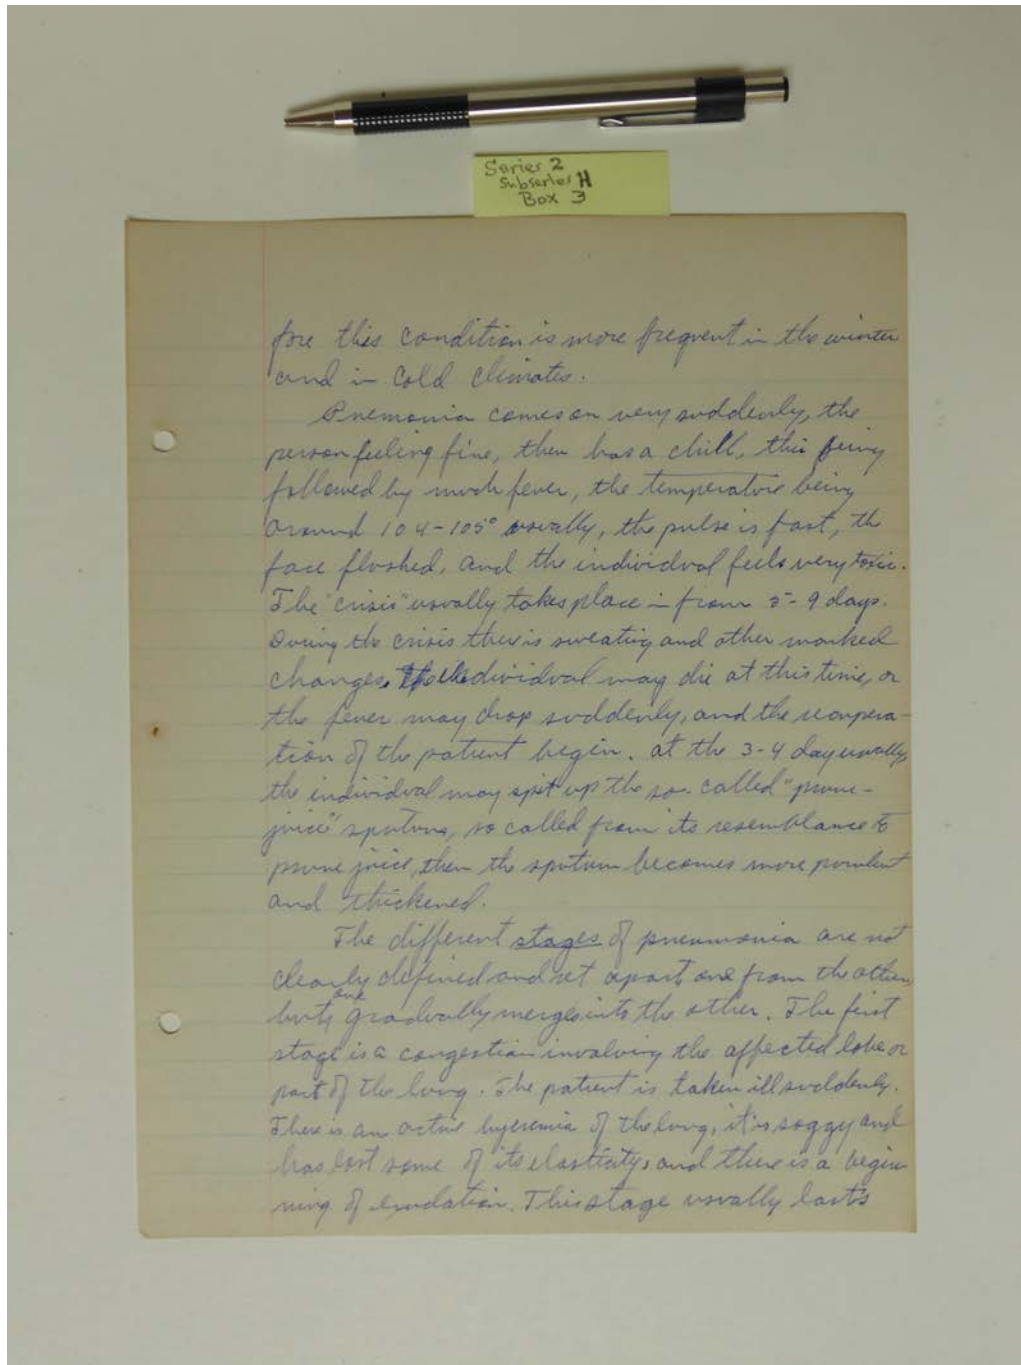 Series 2
Subseries H
Box 3
fore this condition is more frequent in the winter
and in cold climates.
Pnemonia comes on very suddenly, the
person feeling fine, then has a chill, this being
followed by much fever, the temperature being
around 104-105° usually, the pulse is fast, the
face flushed, and the individual feels very toxic.
The "crisis" usually takes place in from 5-9 days.
During the crisis there is sweating and other marked
changes. The individual may die at this time, or
the fever may drop suddenly, and the recupera-
tion of the patient begin. At the 3-4 day usually,
the individual may spit up the so-called "prune-
juice" sputum, so called from its resemblance to
prune juice, then the sputum becomes more purulent
and thickened.
The different stages of pneumonia are not
clearly defined and set apart one from the other,
but one gradually merges into the other. The first
stage is a congestion involving the affected lobe or
part of the lung. The patient is taken ill suddenly.
There is an active hyeremia of the lung, it is soggy and
has lost some of its elasticity, and there is a begin-
ning of exudation. This stage usually lasts